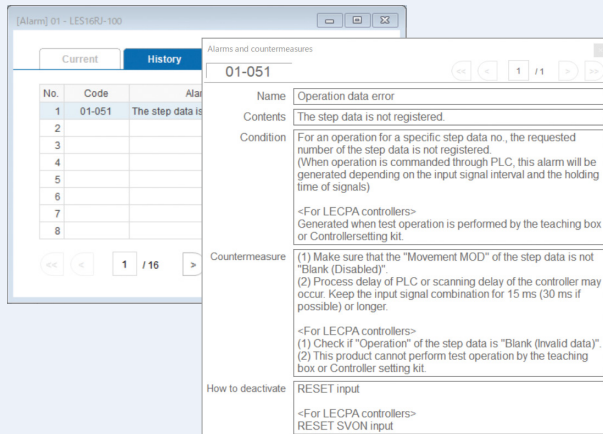 [Alarm] 01 - LES16RJ-100
Current
History
No.
Code
Alar
1
01-051
The step data is
2
3
4
5
6
7
8
<<
<
1
/ 16
>
Alarms and countermeasures
01-051
<<
<
1
/ 1
>
>>
Name
Operation data error
Contents
The step data is not registered.
Condition
For an operation for a specific step data no., the requested
number of the step data is not registered.
(When operation is commanded through PLC, this alarm will be
generated depending on the input signal interval and the holding
time of signals)
<For LECPA controllers>
Generated when test operation is performed by the teaching box
or Controllersetting kit.
Countermeasure
(1) Make sure that the "Movement MOD" of the step data is not
"Blank (Disabled)".
(2) Process delay of PLC or scanning delay of the controller may
occur. Keep the input signal combination for 15 ms (30 ms if
possible) or longer.
<For LECPA controllers>
(1) Check if "Operation" of the step data is "Blank (Invalid data)".
(2) This product cannot perform test operation by the teaching
box or Controller setting kit.
How to deactivate
RESET input
<For LECPA controllers>
RESET SVON input